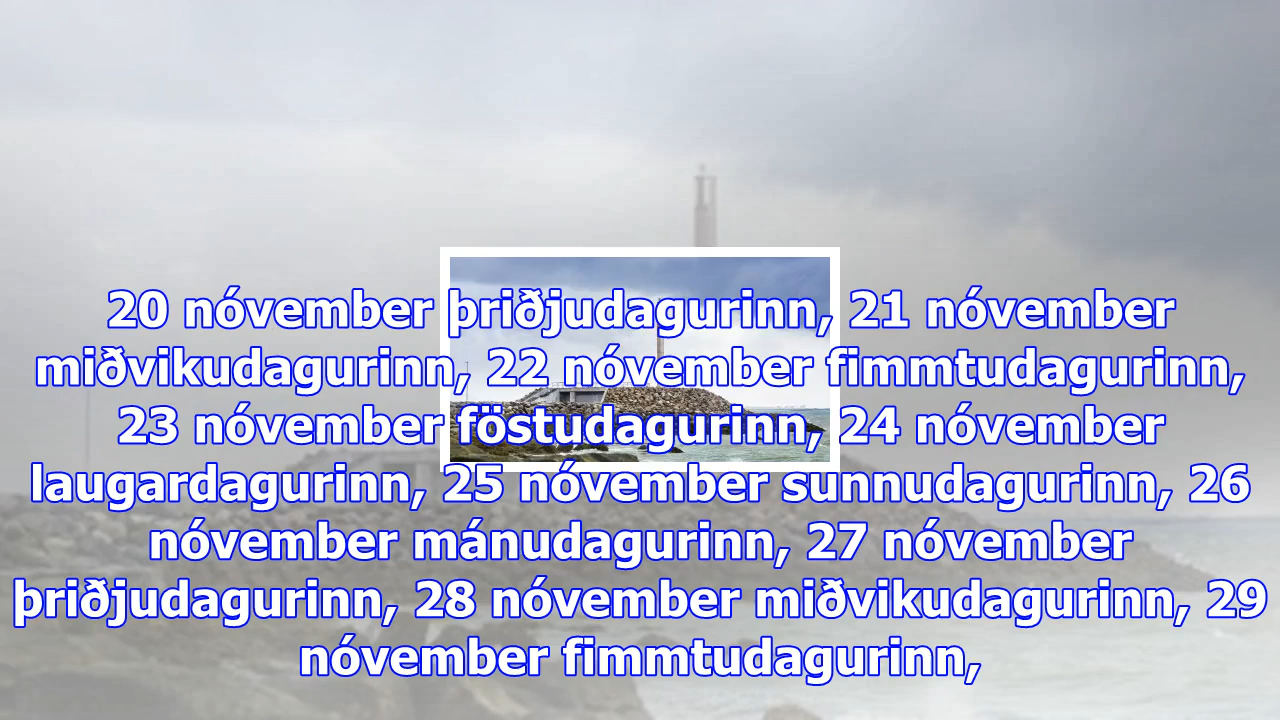 20 nóvember þriðjudagurinn, 21 nóvember
miðvikudagurinn, 22 nóvember fimmtudagurinn,
23 nóvember föstudagurinn, 24 nóvember
laugardagurinn, 25 nóvember sunnudagurinn, 26
nóvember mánudagurinn, 27 nóvember
þriðjudagurinn, 28 nóvember miðvikudagurinn, 29
nóvember fimmtudagurinn,